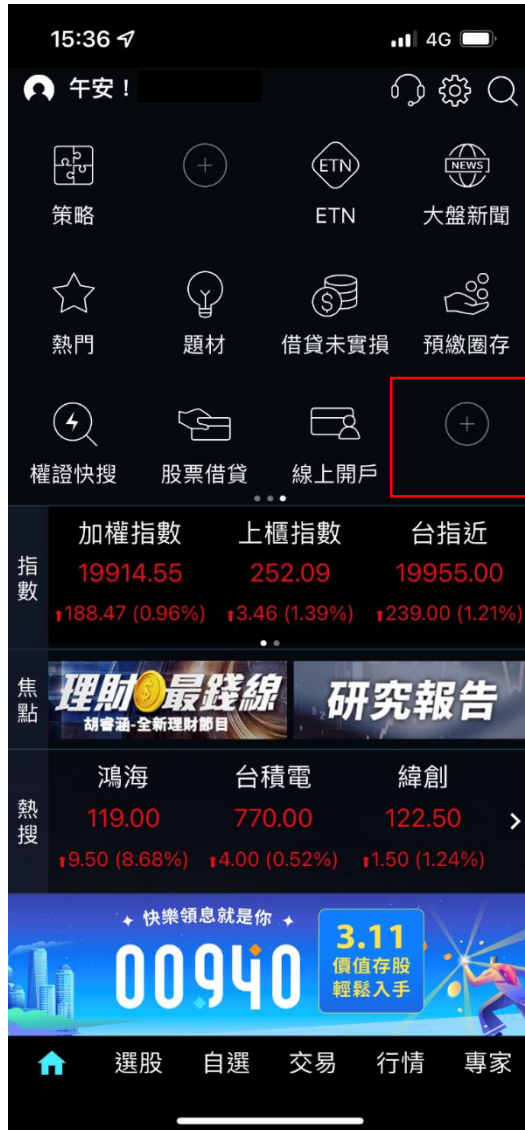 15:36 4G
午安！
策略 ETN ETN NEWS 大盤新聞
熱門 題材 借貸未實損 預繳圈存
權證快搜 股票借貸 線上開戶
指數
加權指數 上櫃指數 台指近
19914.55 252.09 19955.00
188.47 (0.96%) 3.46 (1.39%) 239.00 (1.21%)
焦點
理財最錢線 研究報告
胡睿涵-全新理財節目
熱搜
鴻海 台積電 緯創
119.00 770.00 122.50
9.50 (8.68%) 4.00 (0.52%) 1.50 (1.24%)
快樂領息就是你
00940
3.11
價值存股
輕鬆入手
選股 自選 交易 行情 專家